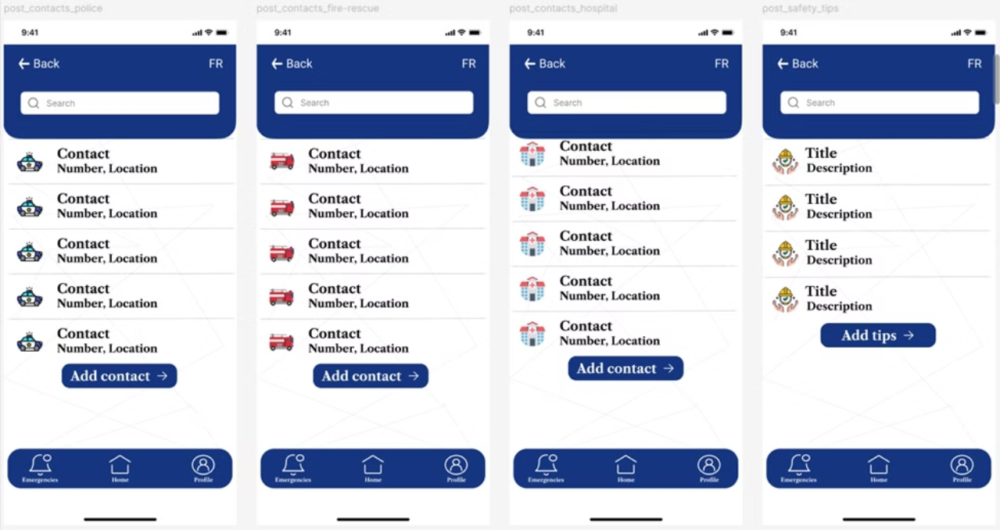 post_contacts_police
9:41
Back FR
Search
Contact
Number, Location
Contact
Number, Location
Contact
Number, Location
Contact
Number, Location
Contact
Number, Location
Add contact →
Emergencies Home Profile
post_contacts_fire-rescue
9:41
Back FR
Search
Contact
Number, Location
Contact
Number, Location
Contact
Number, Location
Contact
Number, Location
Contact
Number, Location
Add contact →
Emergencies Home Profile
post_contacts_hospital
9:41
Back FR
Search
Contact
Number, Location
Contact
Number, Location
Contact
Number, Location
Contact
Number, Location
Contact
Number, Location
Add contact →
Emergencies Home Profile
post_safety_tips
9:41
Back FR
Search
Title
Description
Title
Description
Title
Description
Title
Description
Add tips →
Emergencies Home Profile